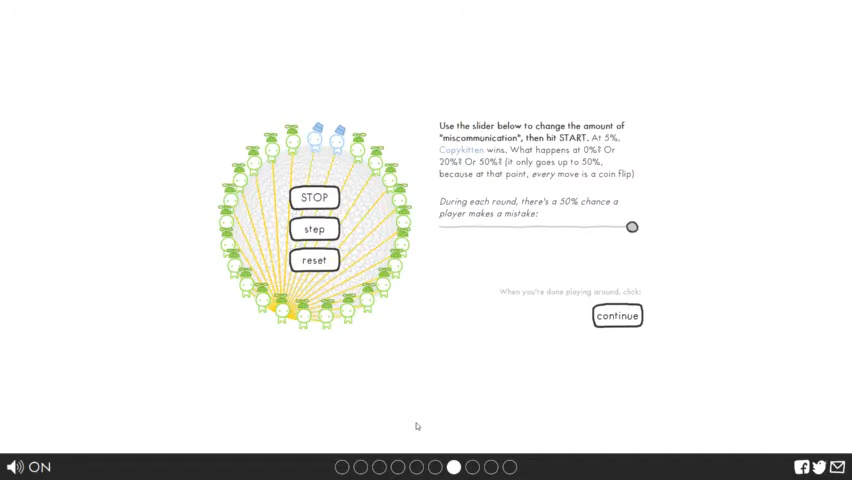 Use the slider below to change the amount of
"miscommunication", then hit START. At 5%,
Copykitten wins. What happens at 0%? Or
20%? Or 50%? (it only goes up to 50%,
because at that point, every move is a coin flip)
During each round, there's a 50% chance a
player makes a mistake:
STOP
step
reset
When you're done playing around, click:
continue
ON